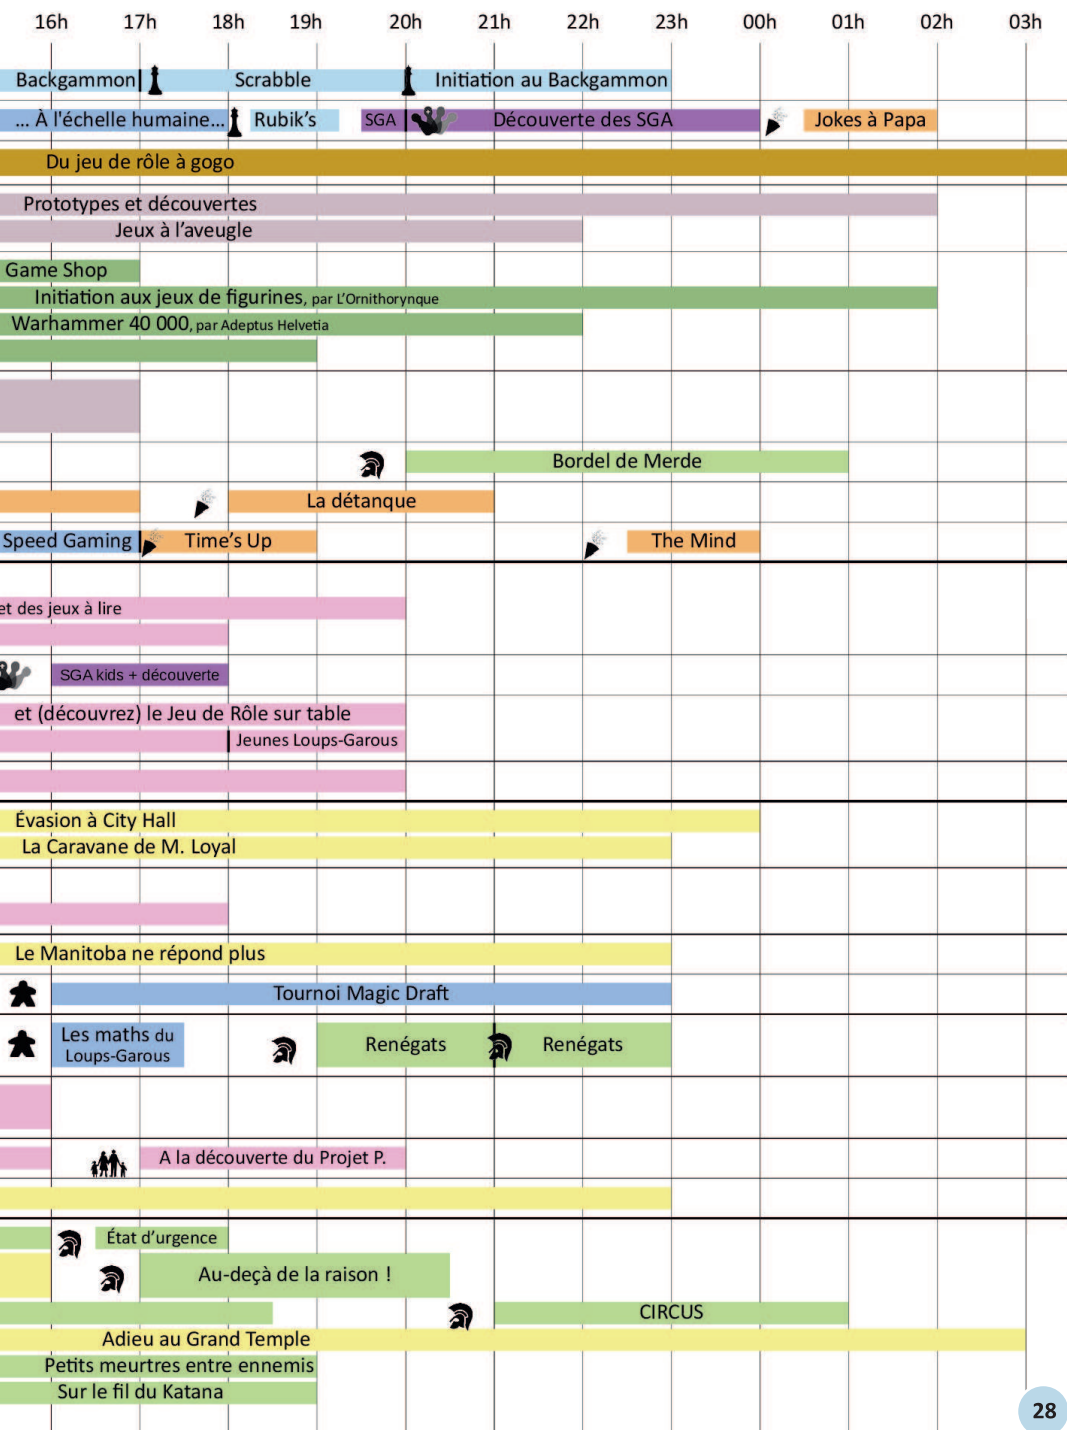 16h 17h 18h 19h 20h 21h 22h 23h 00h 01h 02h 03h
Backgammon Scrabble Initiation au Backgammon
... À l'échelle humaine... Rubik's SGA Découverte des SGA Jokes à Papa
Du jeu de rôle à gogo
Prototypes et découvertes
Jeux à l'aveugle
Game Shop
Initiation aux jeux de figurines, par L'Ornithorynque
Warhammer 40 000, par Adeptus Helvetia
Bordel de Merde
La détanque
Speed Gaming Time's Up The Mind
et des jeux à lire
SGA kids + découverte
et (découvrez) le Jeu de Rôle sur table
Jeunes Loups-Garous
Évasion à City Hall
La Caravane de M. Loyal
Le Manitoba ne répond plus
Tournoi Magic Draft
Les maths du
Loups-Garous
Renégats Renégats
A la découverte du Projet P.
État d'urgence
Au-deçà de la raison !
CIRCUS
Adieu au Grand Temple
Petits meurtres entre ennemis
Sur le fil du Katana
28